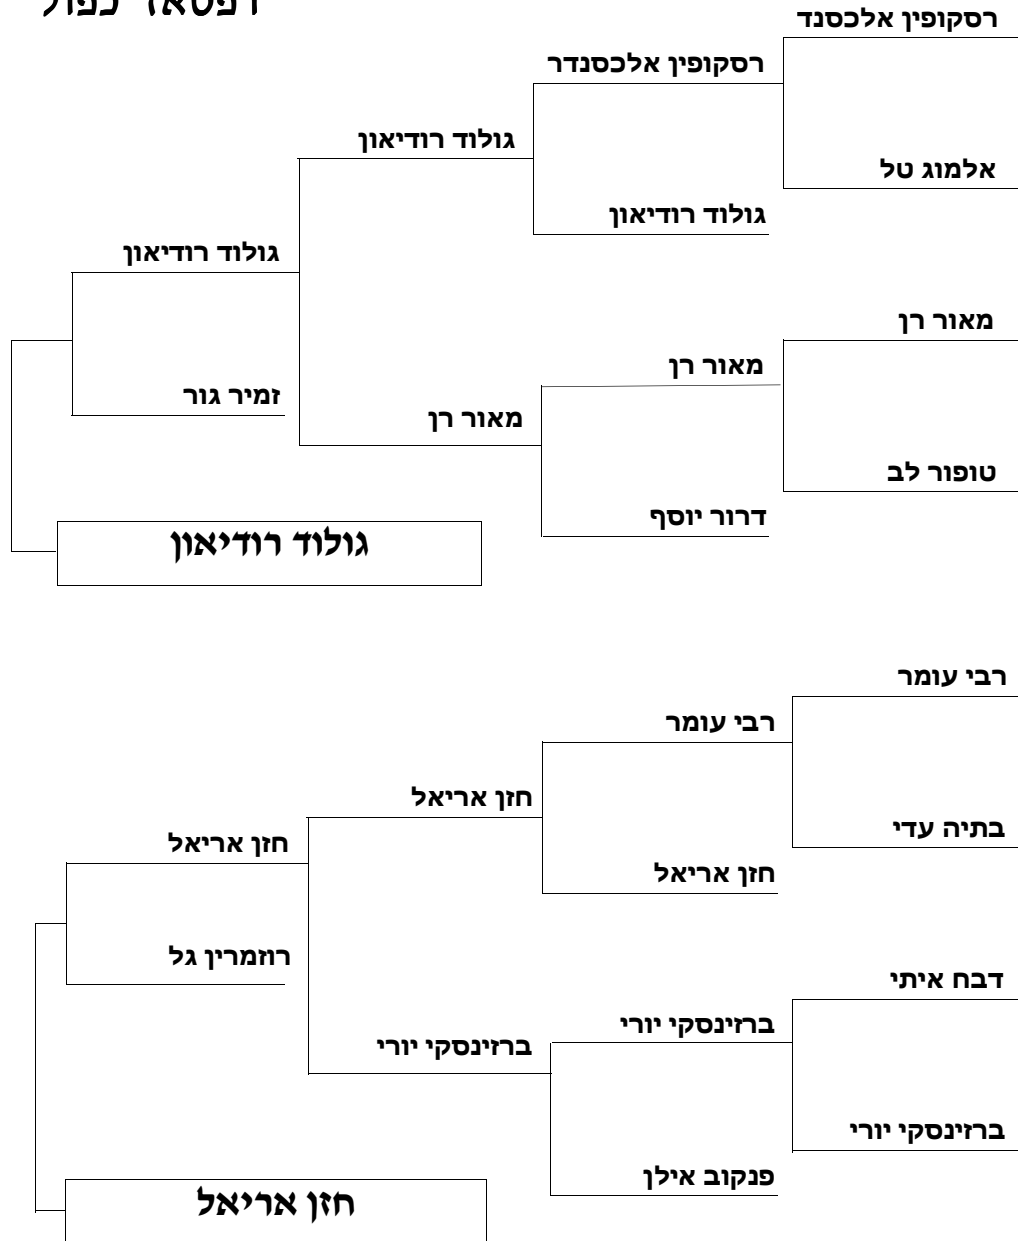 רפסאז' כפול
רסקופין אלכסנד
רסקופין אלכסנדר
גולוד רודיאון
אלמוג טל
גולוד רודיאון
גולוד רודיאון
מאור רן
מאור רן
זמיר גור
מאור רן
טופור לב
דרור יוסף
גולוד רודיאון
רבי עומר
רבי עומר
חזן אריאל
בתיה עדי
חזן אריאל
חזן אריאל
רוזמרין גל
דבח איתי
ברזינסקי יורי
ברזינסקי יורי
ברזינסקי יורי
פנקוב אילן
חזן אריאל